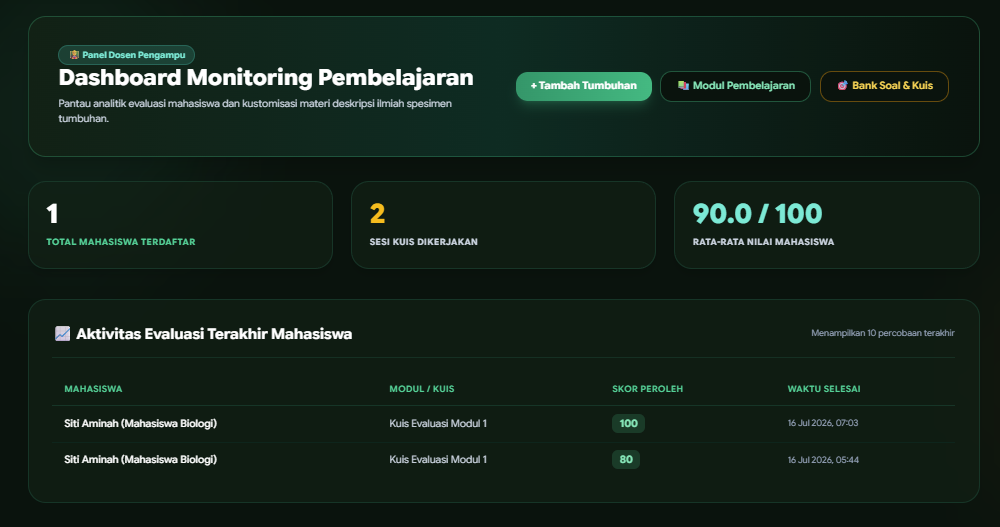 Panel Dosen Pengampu
Dashboard Monitoring Pembelajaran
Pantau analitik evaluasi mahasiswa dan kustomisasi materi deskripsi ilmiah spesimen
tumbuhan.
+ Tambah Tumbuhan
Modul Pembelajaran
Bank Soal & Kuis
1
TOTAL MAHASISWA TERDAFTAR
2
SESI KUIS DIKERJAKAN
90.0 / 100
RATA-RATA NILAI MAHASISWA
Aktivitas Evaluasi Terakhir Mahasiswa
Menampilkan 10 percobaan terakhir
MAHASISWA MODUL / KUIS SKOR PEROLEH WAKTU SELESAI
Siti Aminah (Mahasiswa Biologi) Kuis Evaluasi Modul 1 100 16 Jul 2026, 07:03
Siti Aminah (Mahasiswa Biologi) Kuis Evaluasi Modul 1 80 16 Jul 2026, 05:44